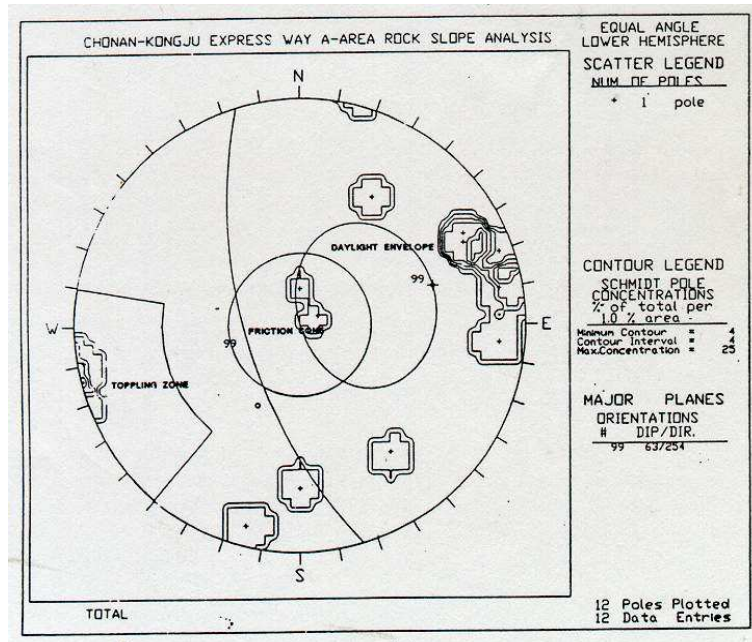 CHONAN-KONGJU EXPRESS WAY A-AREA ROCK SLOPE ANALYSIS
N
DAYLIGHT ENVELOPE
99
W
E
FRICTION CONE
99
TOPPLING ZONE
S
TOTAL
EQUAL ANGLE
LOWER HEMISPHERE
SCATTER LEGEND
NUM OF POLES
+ 1 pole
CONTOUR LEGEND
SCHMIDT POLE
CONCENTRATIONS
% of total per
1.0 % area
Minimum Contour = 4
Contour Interval = 4
Max.Concentration = 25
MAJOR PLANES
ORIENTATIONS
# DIP/DIR.
99 63/254
12 Poles Plotted
12 Data Entries